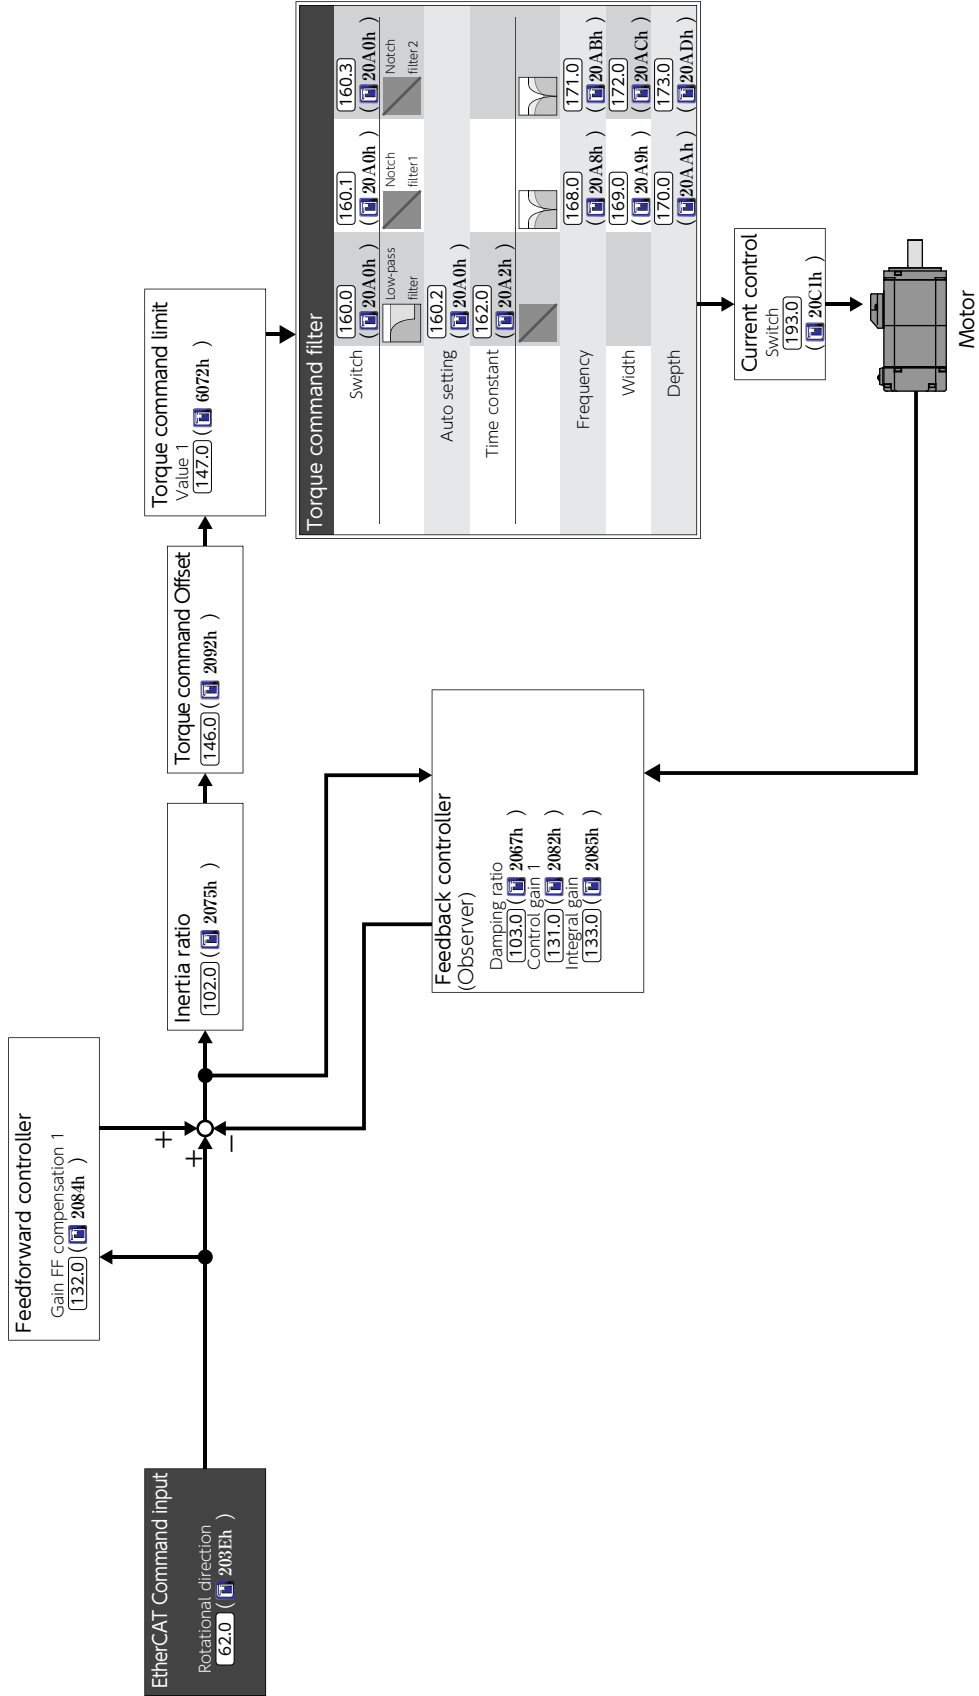 EtherCAT Command input
Rotational direction
62.0 ( 203Eh )
Feedforward controller
Gain FF compensation 1
132.0 ( 2084h )
+
+
−
Inertia ratio
102.0 ( 2075h )
Torque command Offset
146.0 ( 2092h )
Torque command limit
Value 1
147.0 ( 6072h )
Feedback controller
(Observer)
Damping ratio
103.0 ( 2067h )
Control gain 1
131.0 ( 2082h )
Integral gain
133.0 ( 2085h )
Torque command filter
Switch 160.0 ( 20A0h ) 160.1 ( 20A0h ) 160.3 ( 20A0h )
Low-pass filter Notch filter1 Notch filter2
Auto setting 160.2 ( 20A0h )
Time constant 162.0 ( 20A2h )
Frequency 168.0 ( 20A8h ) 171.0 ( 20ABh )
Width 169.0 ( 20A9h ) 172.0 ( 20ACh )
Depth 170.0 ( 20AAh ) 173.0 ( 20ADh )
Current control
Switch
193.0
( 20C1h )
Motor